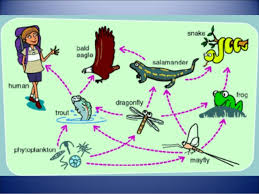 snake
bald
eagle
salamander
human
dragonfly
frog
trout
phytoplankton
mayfly